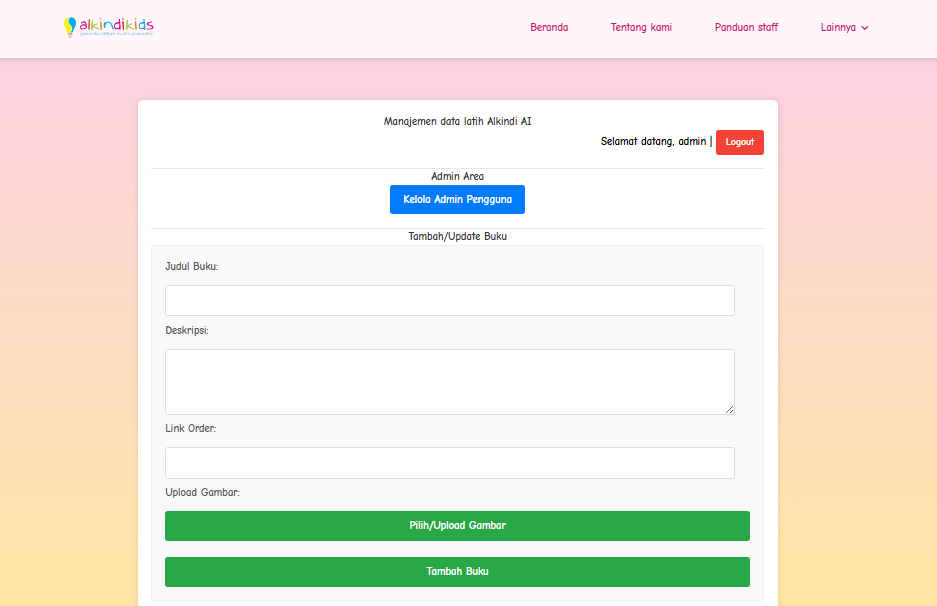 alkindikids
Beranda
Tentang kami
Panduan staff
Lainnya
Manajemen data latih Alkindi AI
Selamat datang, admin |
Logout
Admin Area
Kelola Admin Pengguna
Tambah/Update Buku
Judul Buku:
Deskripsi:
Link Order:
Upload Gambar:
Pilih/Upload Gambar
Tambah Buku